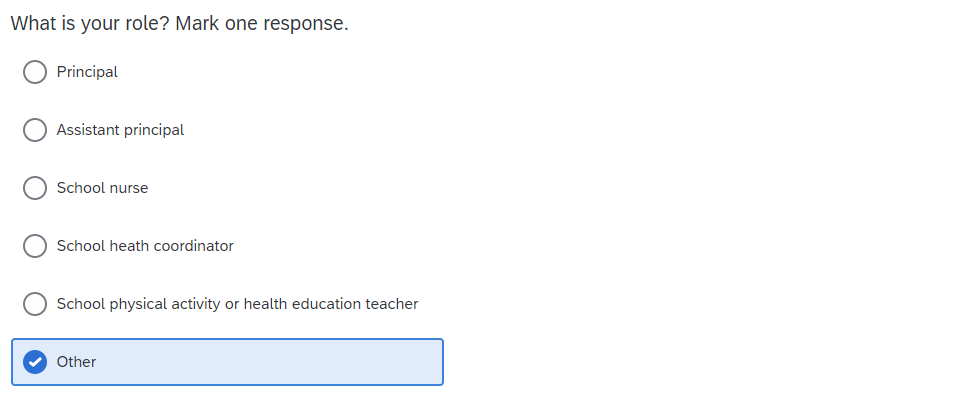 What is your role? Mark one response.
Principal
Assistant principal
School nurse
School heath coordinator
School physical activity or health education teacher
Other